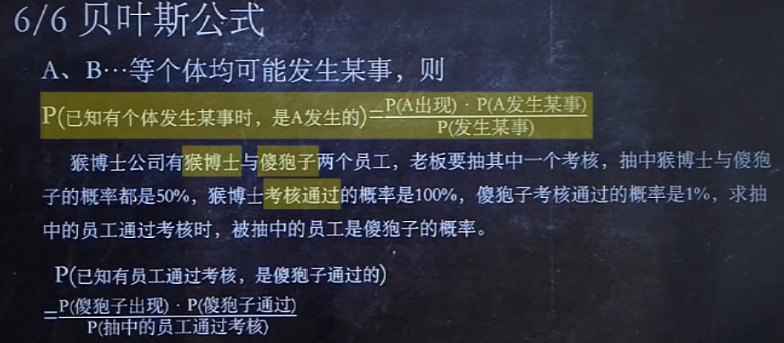 6/6 贝叶斯公式
A、B…等个体均可能发生某事，则
P(已知有个体发生某事时，是A发生的)=P(A出现)·P(A发生某事)/P(发生某事)
猴博士公司有猴博士与傻狍子两个员工，老板要抽其中一个考核，抽中猴博士与傻狍
子的概率都是50%，猴博士考核通过的概率是100%，傻狍子考核通过的概率是1%，求抽
中的员工通过考核时，被抽中的员工是傻狍子的概率。
P(已知有员工通过考核，是傻狍子通过的)
=P(傻狍子出现)·P(傻狍子通过)/P(抽中的员工通过考核)